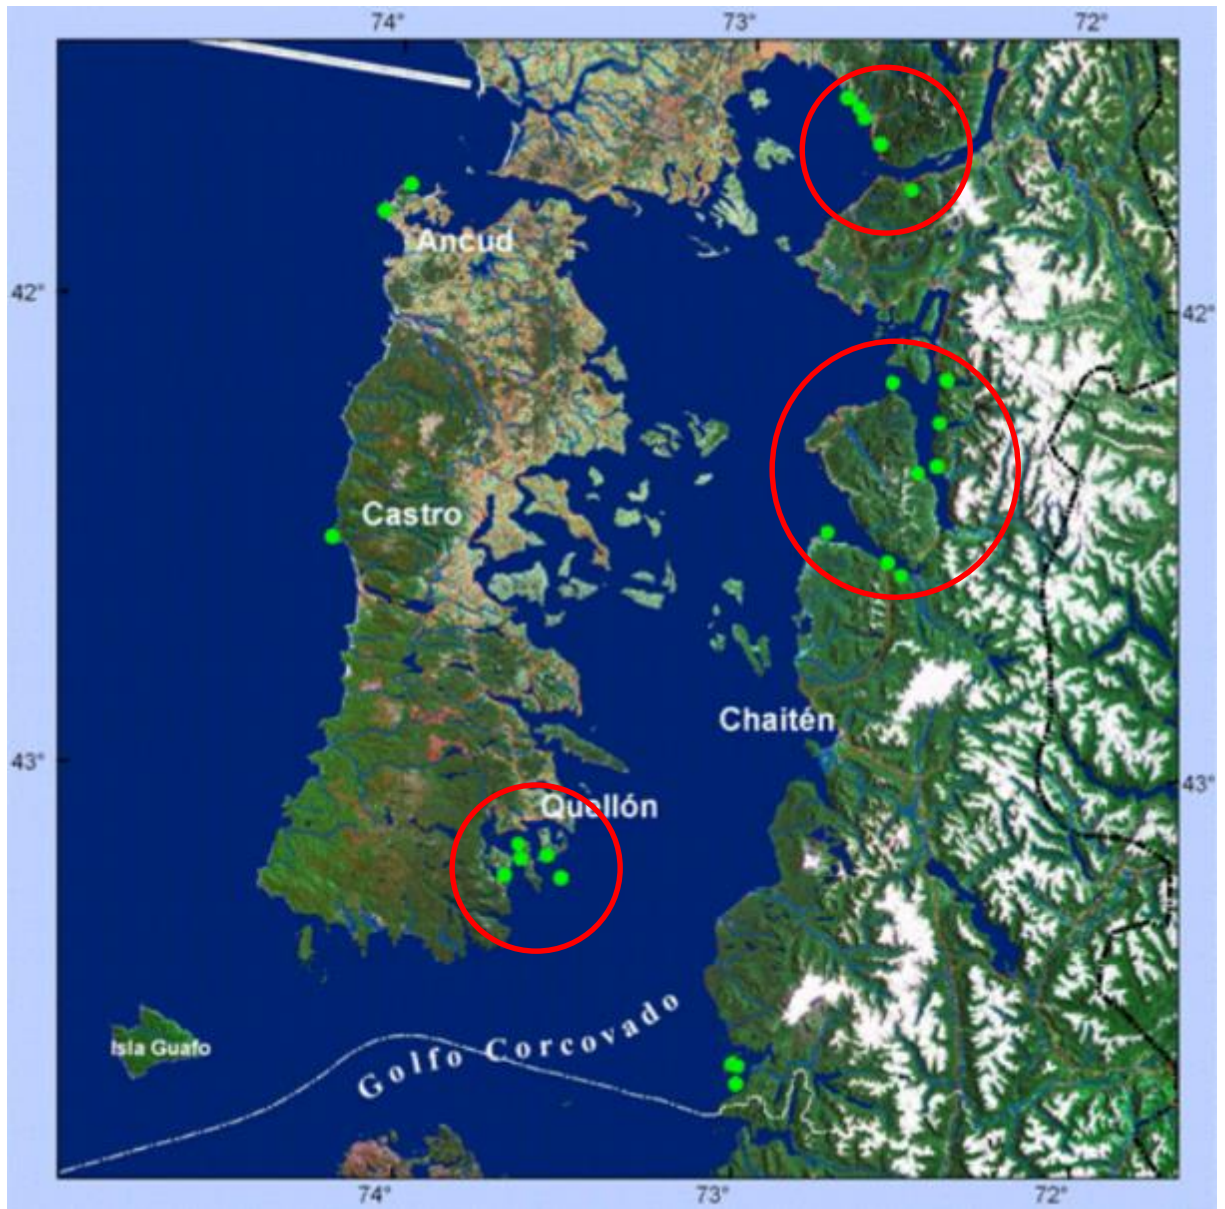 74° 73° 72°
Ancud
42°
42°
Castro
Chaitén
43°
43°
Quellón
Isla Guafo
Golfo Corcovado
74° 73° 72°